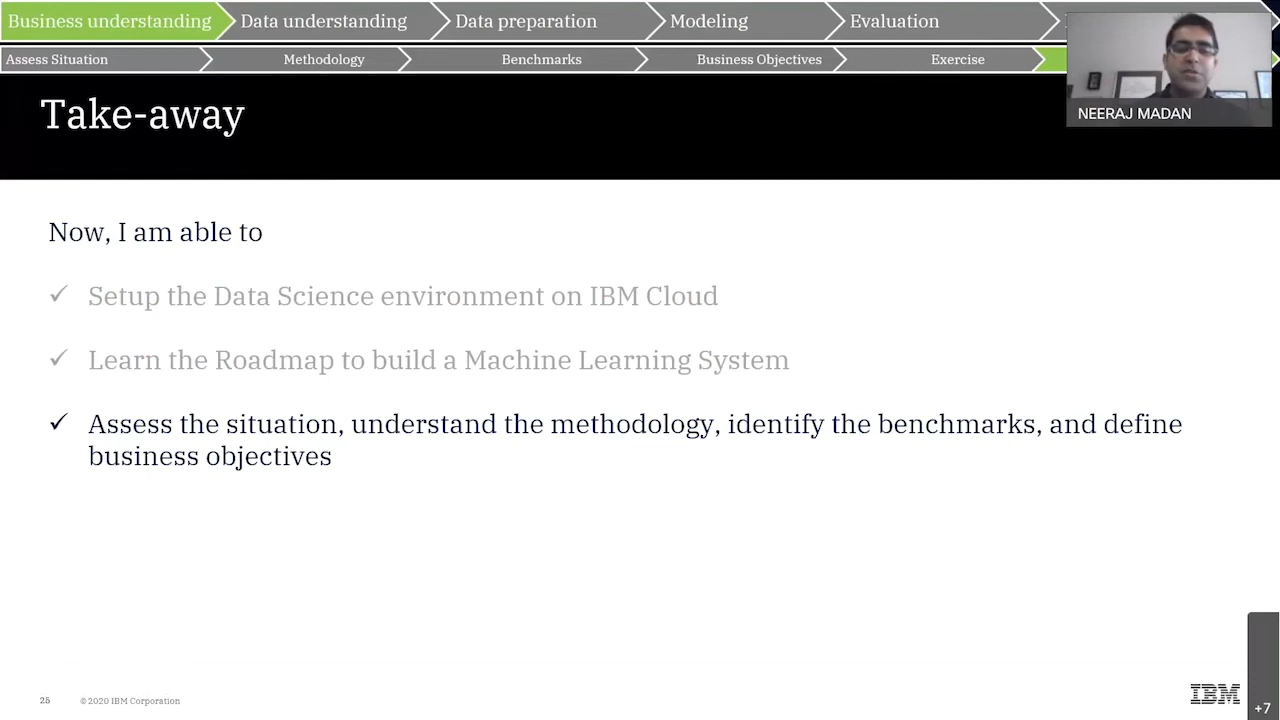 Business understanding
Data understanding
Data preparation
Modeling
Evaluation
Assess Situation
Methodology
Benchmarks
Business Objectives
Exercise
NEERAJ MADAN
Take-away
Now, I am able to
✓ Setup the Data Science environment on IBM Cloud
✓ Learn the Roadmap to build a Machine Learning System
✓ Assess the situation, understand the methodology, identify the benchmarks, and define
business objectives
25
© 2020 IBM Corporation
IBM
+7